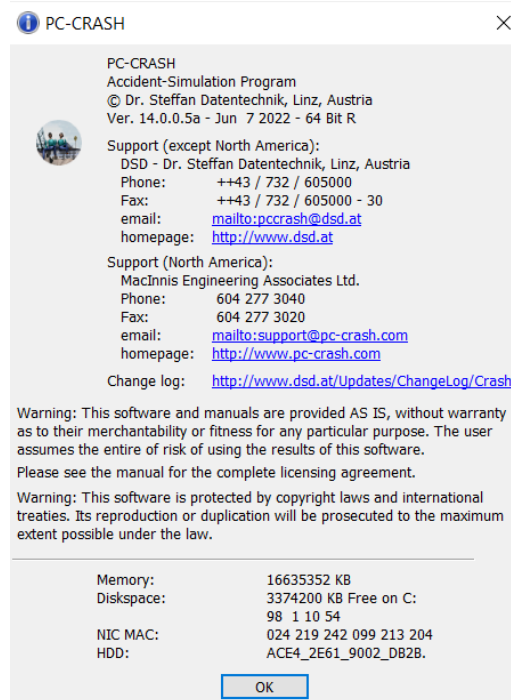 PC-CRASH
PC-CRASH
Accident-Simulation Program
© Dr. Steffan Datentechnik, Linz, Austria
Ver. 14.0.0.5a - Jun 7 2022 - 64 Bit R
Support (except North America):
DSD - Dr. Steffan Datentechnik, Linz, Austria
Phone: ++43 / 732 / 605000
Fax: ++43 / 732 / 605000 - 30
email: mailto:pccrash@dsd.at
homepage: http://www.dsd.at
Support (North America):
MacInnis Engineering Associates Ltd.
Phone: 604 277 3040
Fax: 604 277 3020
email: mailto:support@pc-crash.com
homepage: http://www.pc-crash.com
Change log: http://www.dsd.at/Updates/ChangeLog/Crash
Warning: This software and manuals are provided AS IS, without warranty
as to their merchantability or fitness for any particular purpose. The user
assumes the entire of risk of using the results of this software.
Please see the manual for the complete licensing agreement.
Warning: This software is protected by copyright laws and international
treaties. Its reproduction or duplication will be prosecuted to the maximum
extent possible under the law.
Memory: 16635352 KB
Diskspace: 3374200 KB Free on C:
98 1 10 54
NIC MAC: 024 219 242 099 213 204
HDD: ACE4_2E61_9002_DB2B.
OK